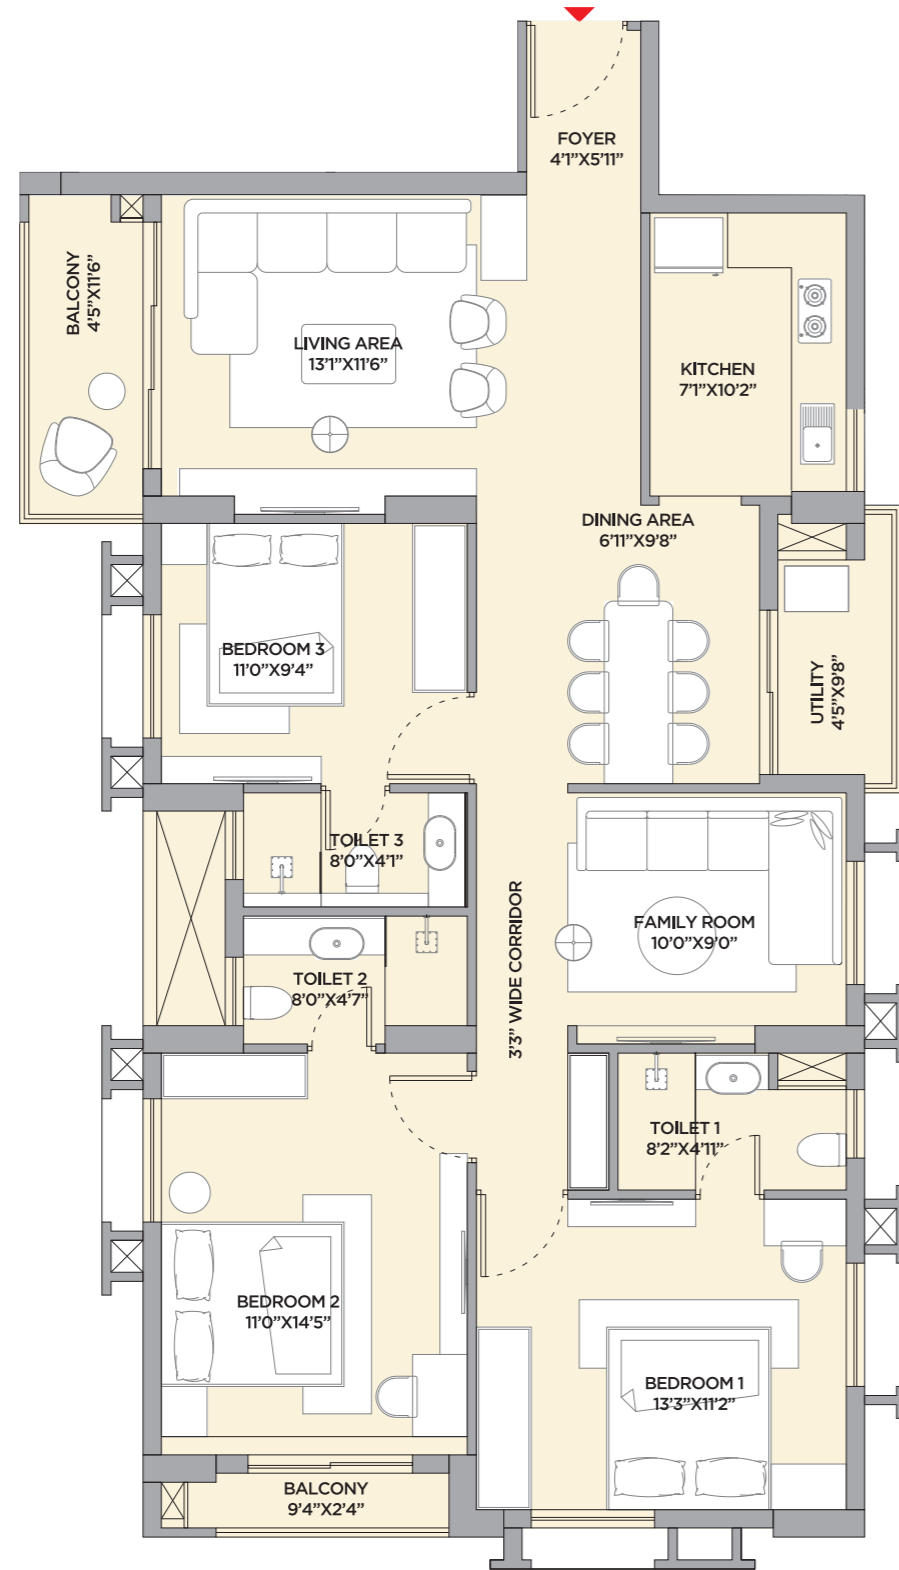 FOYER
4'1”X5'11”
BALCONY
4'5”X11'6”
LIVING AREA
13'1”X11'6”
KITCHEN
7'1”X10'2”
DINING AREA
6'11”X9'8”
BEDROOM 3
11'0”X9'4”
UTILITY
4'5”X9'8”
TOILET 3
8'0”X4'1”
FAMILY ROOM
10'0”X9'0”
3'3” WIDE CORRIDOR
TOILET 2
8'0”X4'7”
TOILET 1
8'2”X4'11”
BEDROOM 2
11'0”X14'5”
BEDROOM 1
13'3”X11'2”
BALCONY
9'4”X2'4”